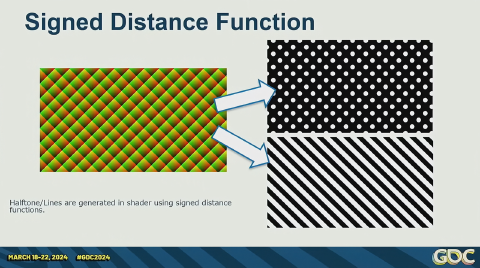 Signed Distance Function
Halftone/Lines are generated in shader using signed distance
functions.
MARCH 18-22, 2024 #GDC2024
GDC